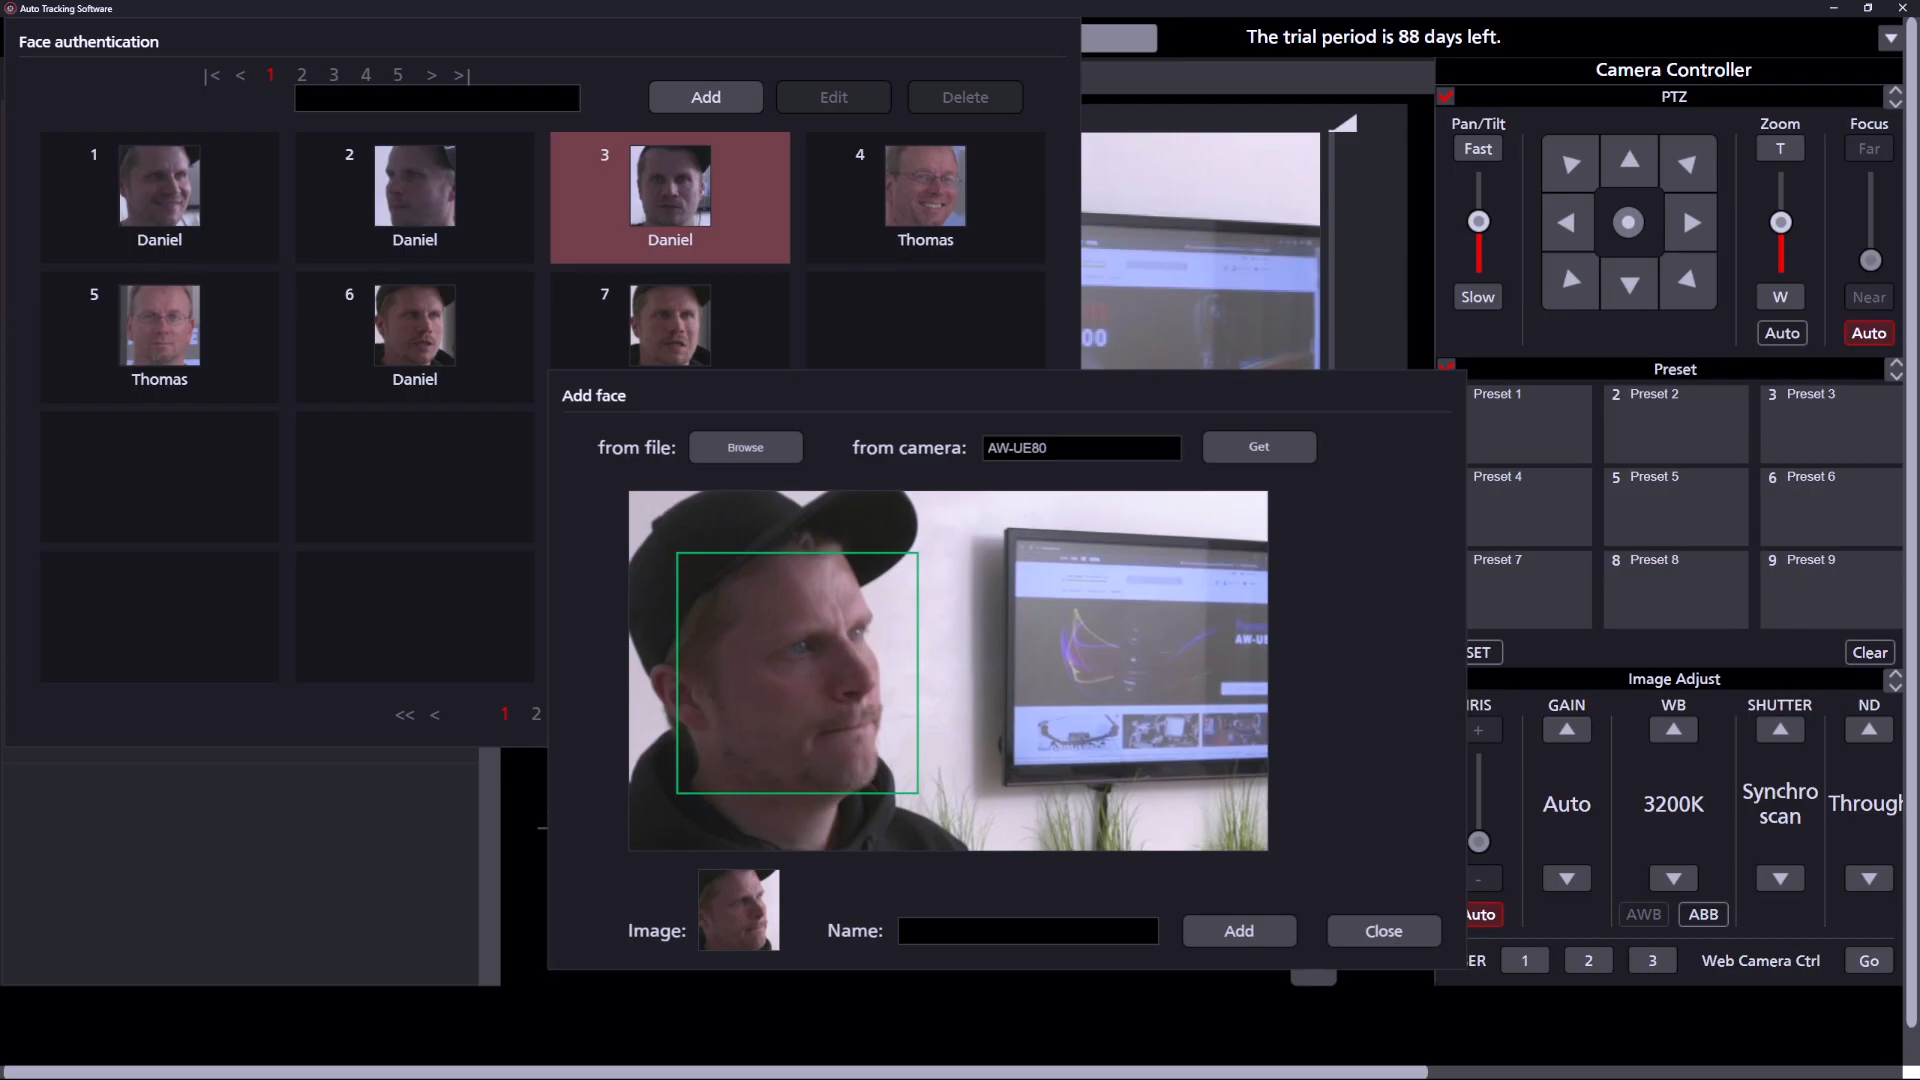 Auto Tracking Software
Face authentication
The trial period is 88 days left.
|< < 1 2 3 4 5 > >|
Add Edit Delete
1 Daniel
2 Daniel
3 Daniel
4 Thomas
5 Thomas
6 Daniel
7
<< < 1 2
Add face
from file: Browse from camera: AW-UE80 Get
AW-UE
Image: Name: Add Close
Camera Controller
PTZ
Pan/Tilt Zoom Focus
Fast T Far
Slow W Near
Auto Auto
Preset
Preset 1 2 Preset 2 3 Preset 3
Preset 4 5 Preset 5 6 Preset 6
Preset 7 8 Preset 8 9 Preset 9
SET Clear
Image Adjust
IRIS GAIN WB SHUTTER ND
+
Auto 3200K Synchro scan Through
-
Auto AWB ABB
SER 1 2 3 Web Camera Ctrl Go
00